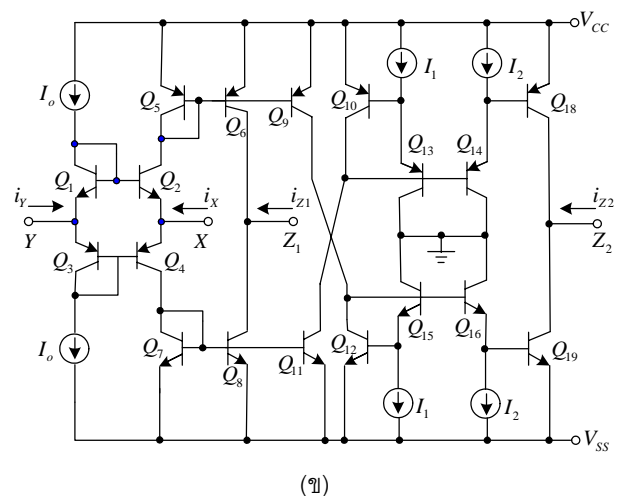 V_CC
I_o
I_1
I_2
Q_5
Q_6
Q_9
Q_10
Q_18
Q_13
Q_14
Q_1
Q_2
i_Y
i_X
i_Z1
i_Z2
Y
X
Z_1
Z_2
Q_3
Q_4
Q_15
Q_16
I_o
Q_7
Q_8
Q_11
Q_12
Q_19
I_1
I_2
V_SS
(ข)